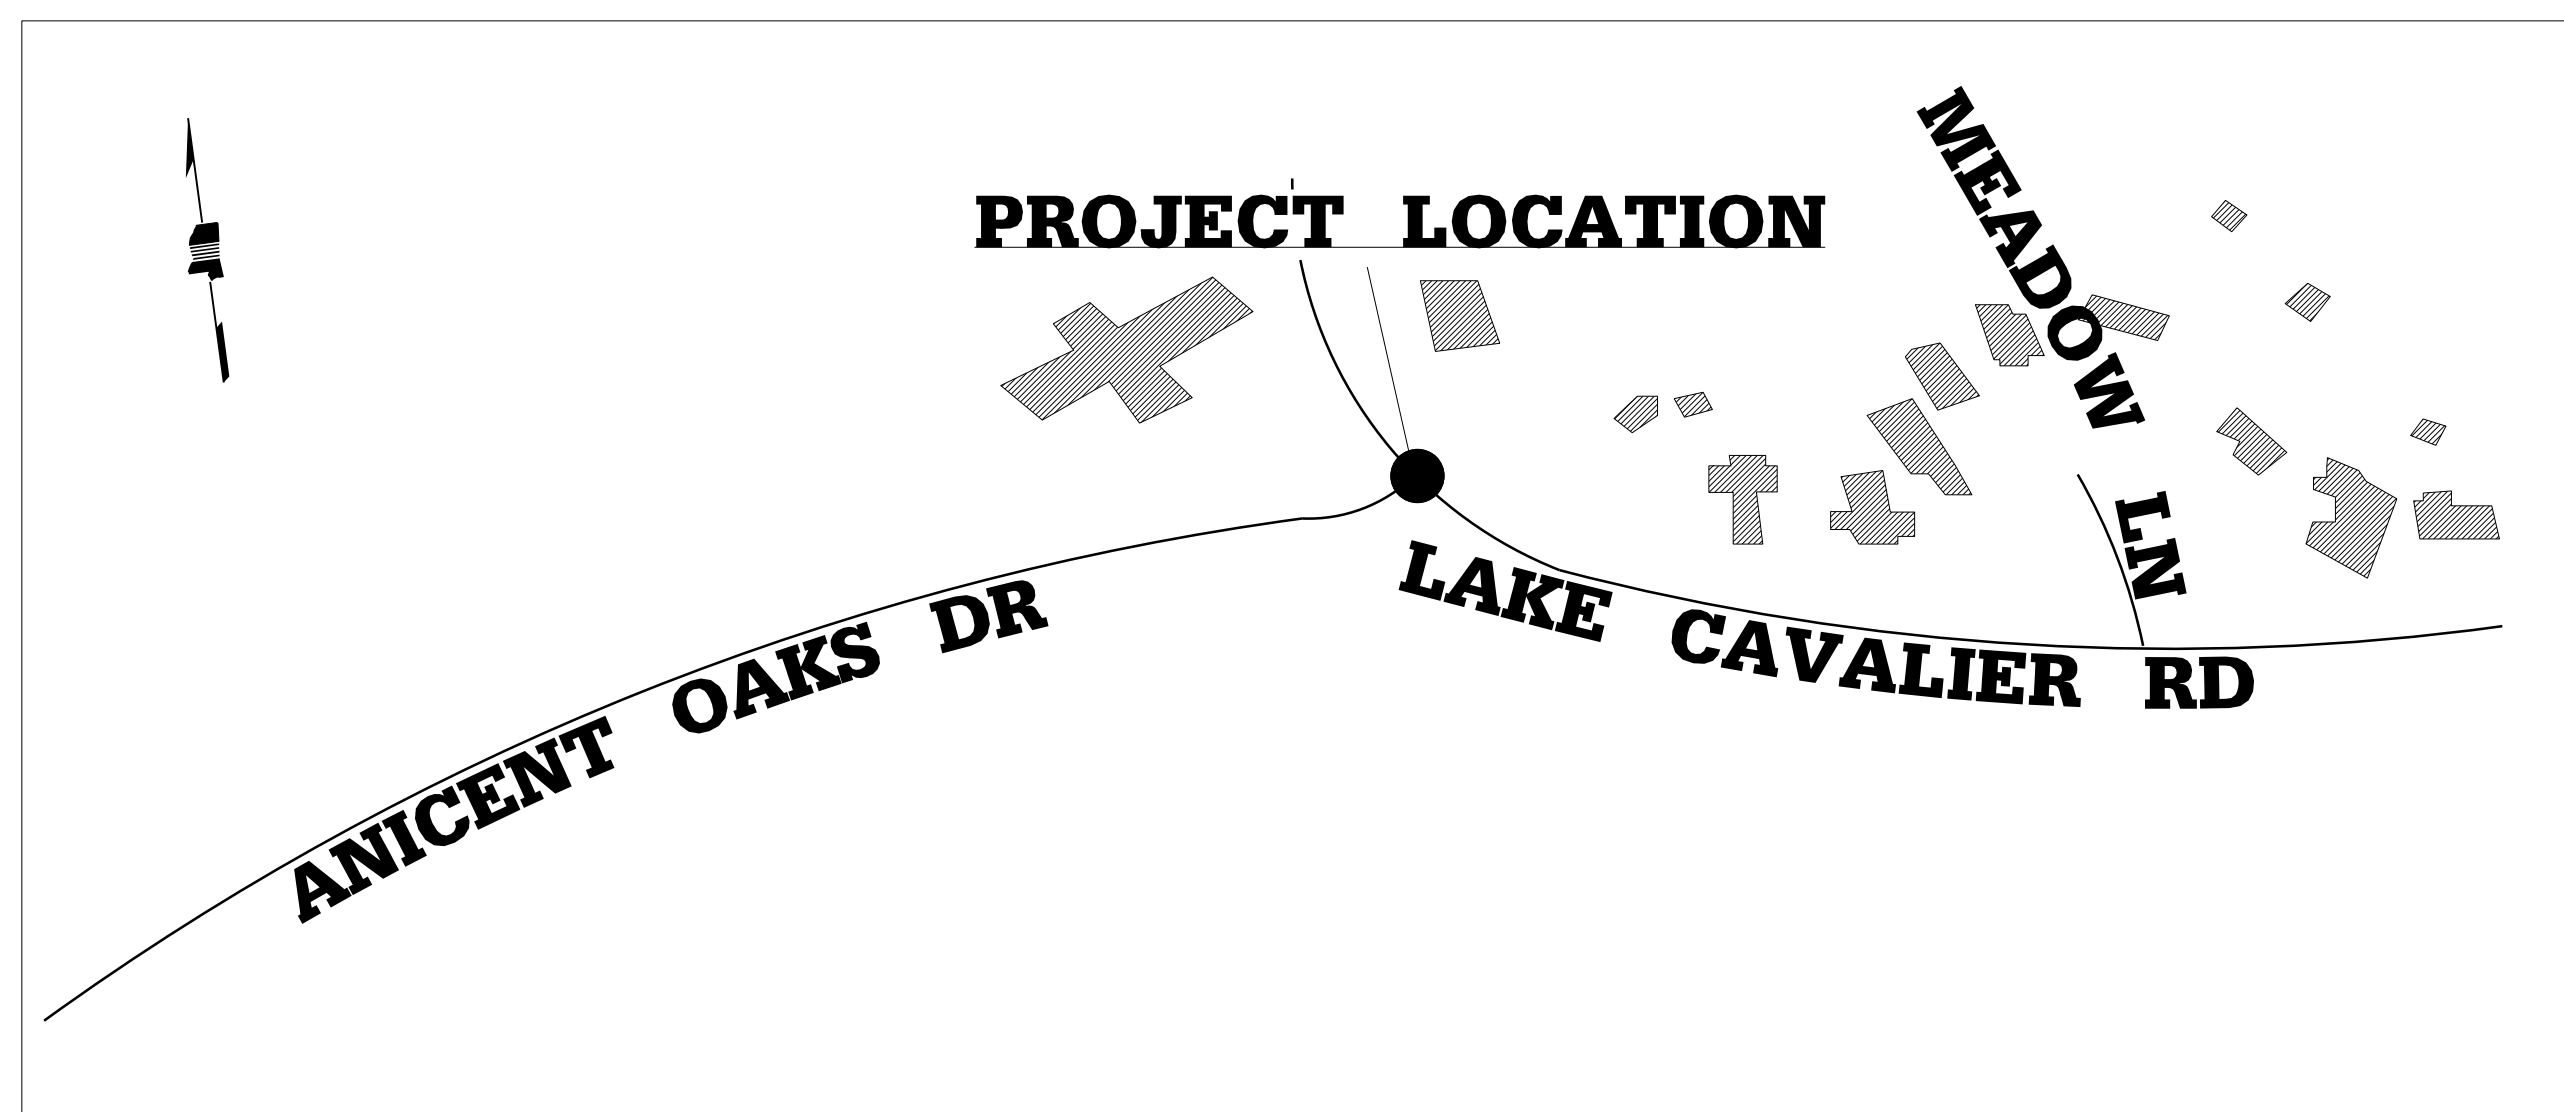 PROJECT LOCATION
MEADOW LN
LAKE CAVALIER RD
ANICENT OAKS DR